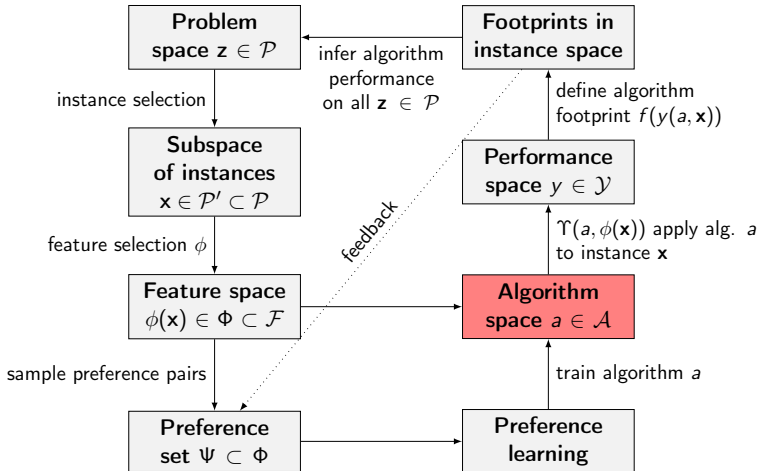 Problem
space z ∈ 𝒫
Footprints in
instance space
infer algorithm
performance
on all z ∈ 𝒫
instance selection
define algorithm
footprint f(y(a, x))
Subspace
of instances
x ∈ 𝒫′ ⊂ 𝒫
Performance
space y ∈ 𝒴
feedback
feature selection ϕ
Υ(a, ϕ(x)) apply alg. a
to instance x
Feature space
ϕ(x) ∈ Φ ⊂ ℱ
Algorithm
space a ∈ 𝒜
sample preference pairs
train algorithm a
Preference
set Ψ ⊂ Φ
Preference
learning